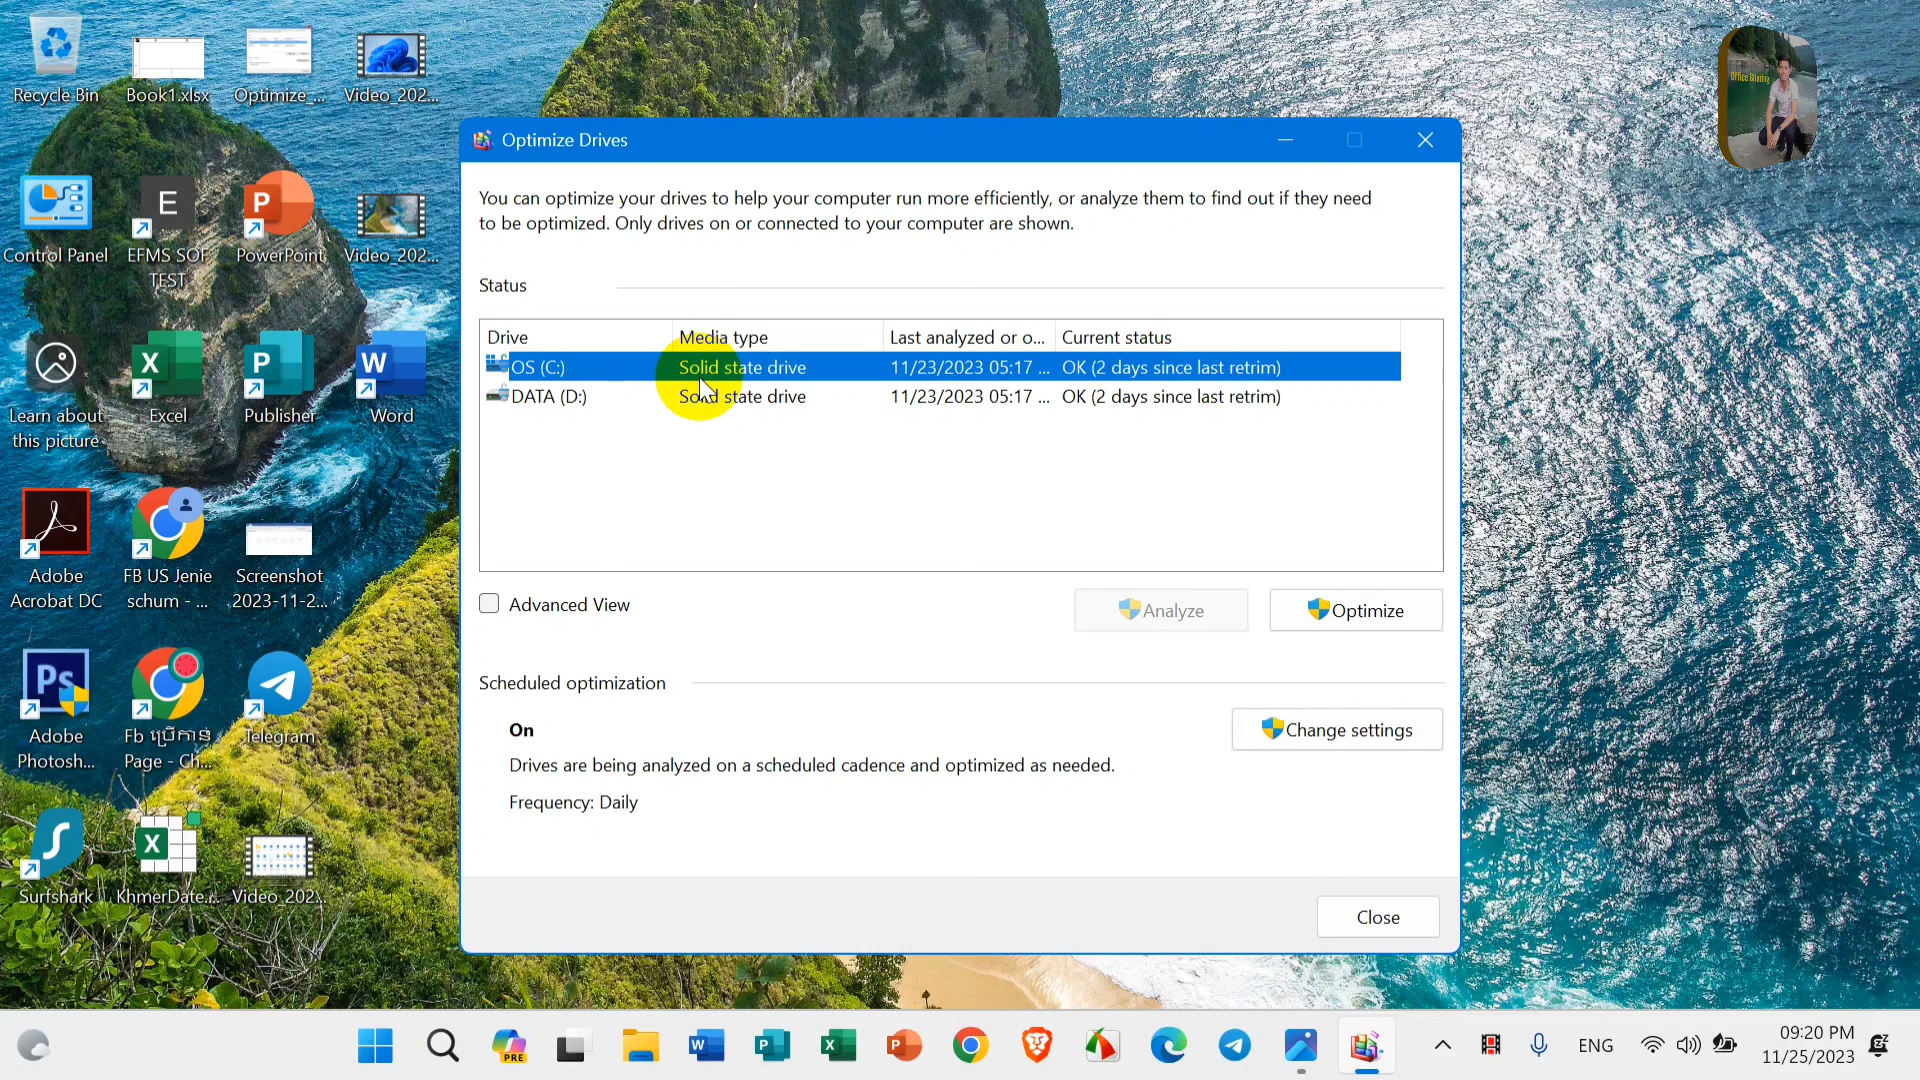 Recycle Bin
Book1.xlsx
Optimize_...
Video_202...
Office Sharing
Optimize Drives
You can optimize your drives to help your computer run more efficiently, or analyze them to find out if they need
to be optimized. Only drives on or connected to your computer are shown.
Control Panel
EFMS SOF
TEST
PowerPoint
Video_202...
Status
Drive
Media type
Last analyzed or o...
Current status
OS (C:)
Solid state drive
11/23/2023 05:17 ...
OK (2 days since last retrim)
DATA (D:)
Solid state drive
11/23/2023 05:17 ...
OK (2 days since last retrim)
Learn about
this picture
Excel
Publisher
Word
Adobe
Acrobat DC
FB US Jenie
schum - ...
Screenshot
2023-11-2...
Advanced View
Analyze
Optimize
Scheduled optimization
On
Change settings
Drives are being analyzed on a scheduled cadence and optimized as needed.
Frequency: Daily
Adobe
Photosh...
Fb ប្រើកាន់
Page - Ch...
Telegram
Surfshark
KhmerDate...
Video_202...
Close
PRE
ENG
09:20 PM
11/25/2023